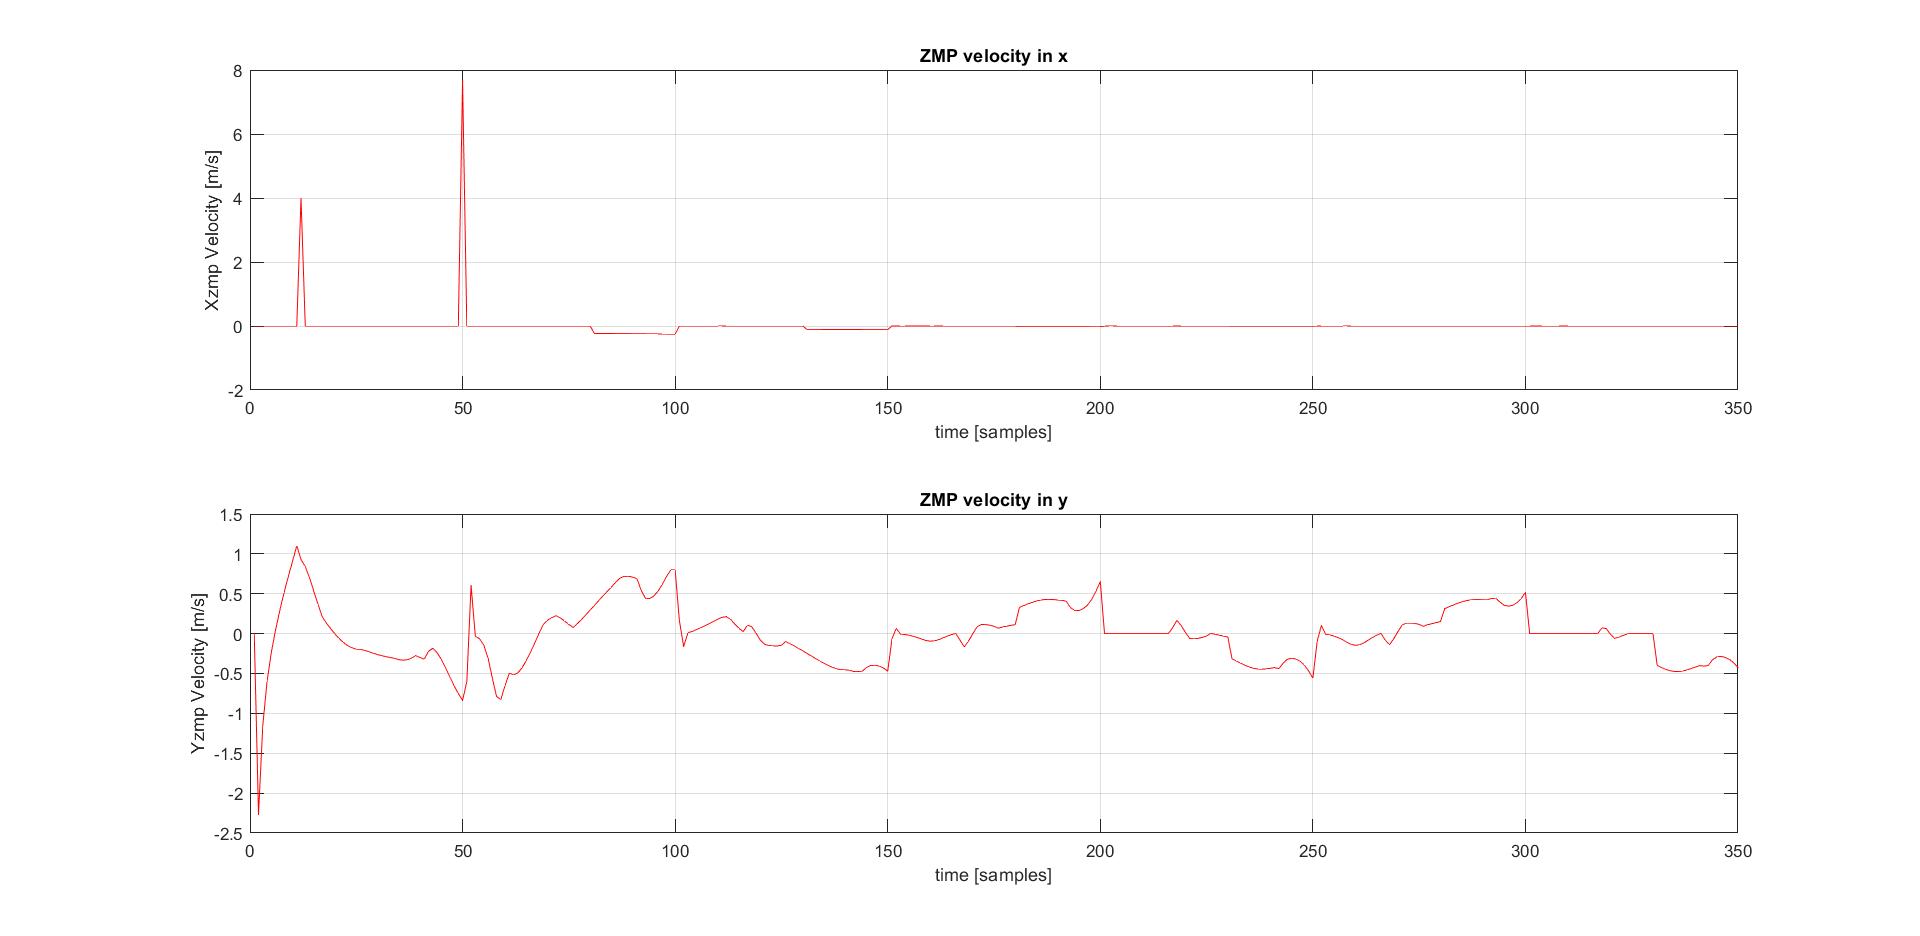 ZMP velocity in x
Xzmp Velocity [m/s]
8
6
4
2
0
-2
0 50 100 150 200 250 300 350
time [samples]
ZMP velocity in y
Yzmp Velocity [m/s]
1.5
1
0.5
0
-0.5
-1
-1.5
-2
-2.5
0 50 100 150 200 250 300 350
time [samples]